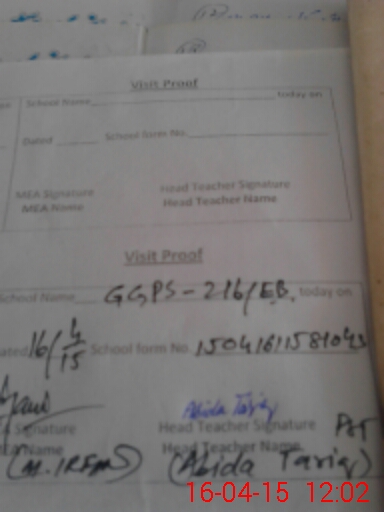 Visit Proof
School Name today on
Dated School form No.
MEA Signature Head Teacher Signature
MEA Name Head Teacher Name
Visit Proof
School Name GGPS-216/EB, today on
ated 16/4/15 School form No 15041611581043
Signature Head Teacher Signature
Name Head Teacher Name
(Abida Tariq)
16-04-15 12:02